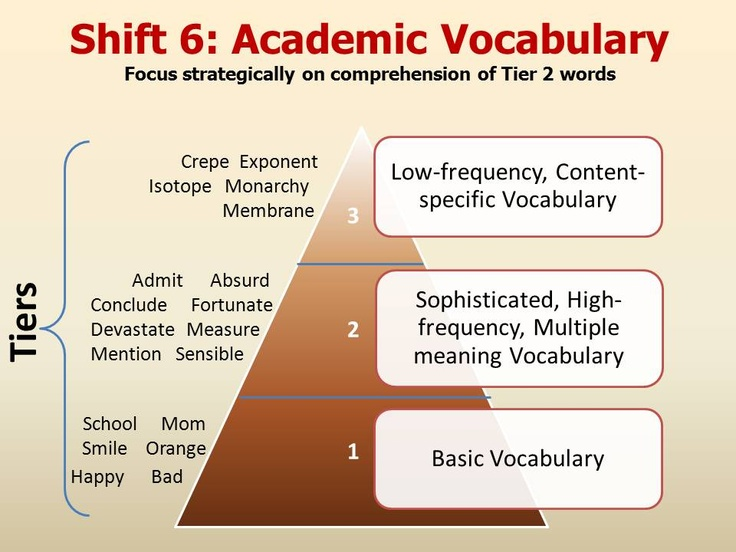 Shift 6: Academic Vocabulary
Focus strategically on comprehension of Tier 2 words
Tiers
Crepe Exponent
Isotope Monarchy
Membrane
3
Low-frequency, Content-
specific Vocabulary
Admit Absurd
Conclude Fortunate
Devastate Measure
Mention Sensible
2
Sophisticated, High-
frequency, Multiple
meaning Vocabulary
School Mom
Smile Orange
Happy Bad
1
Basic Vocabulary